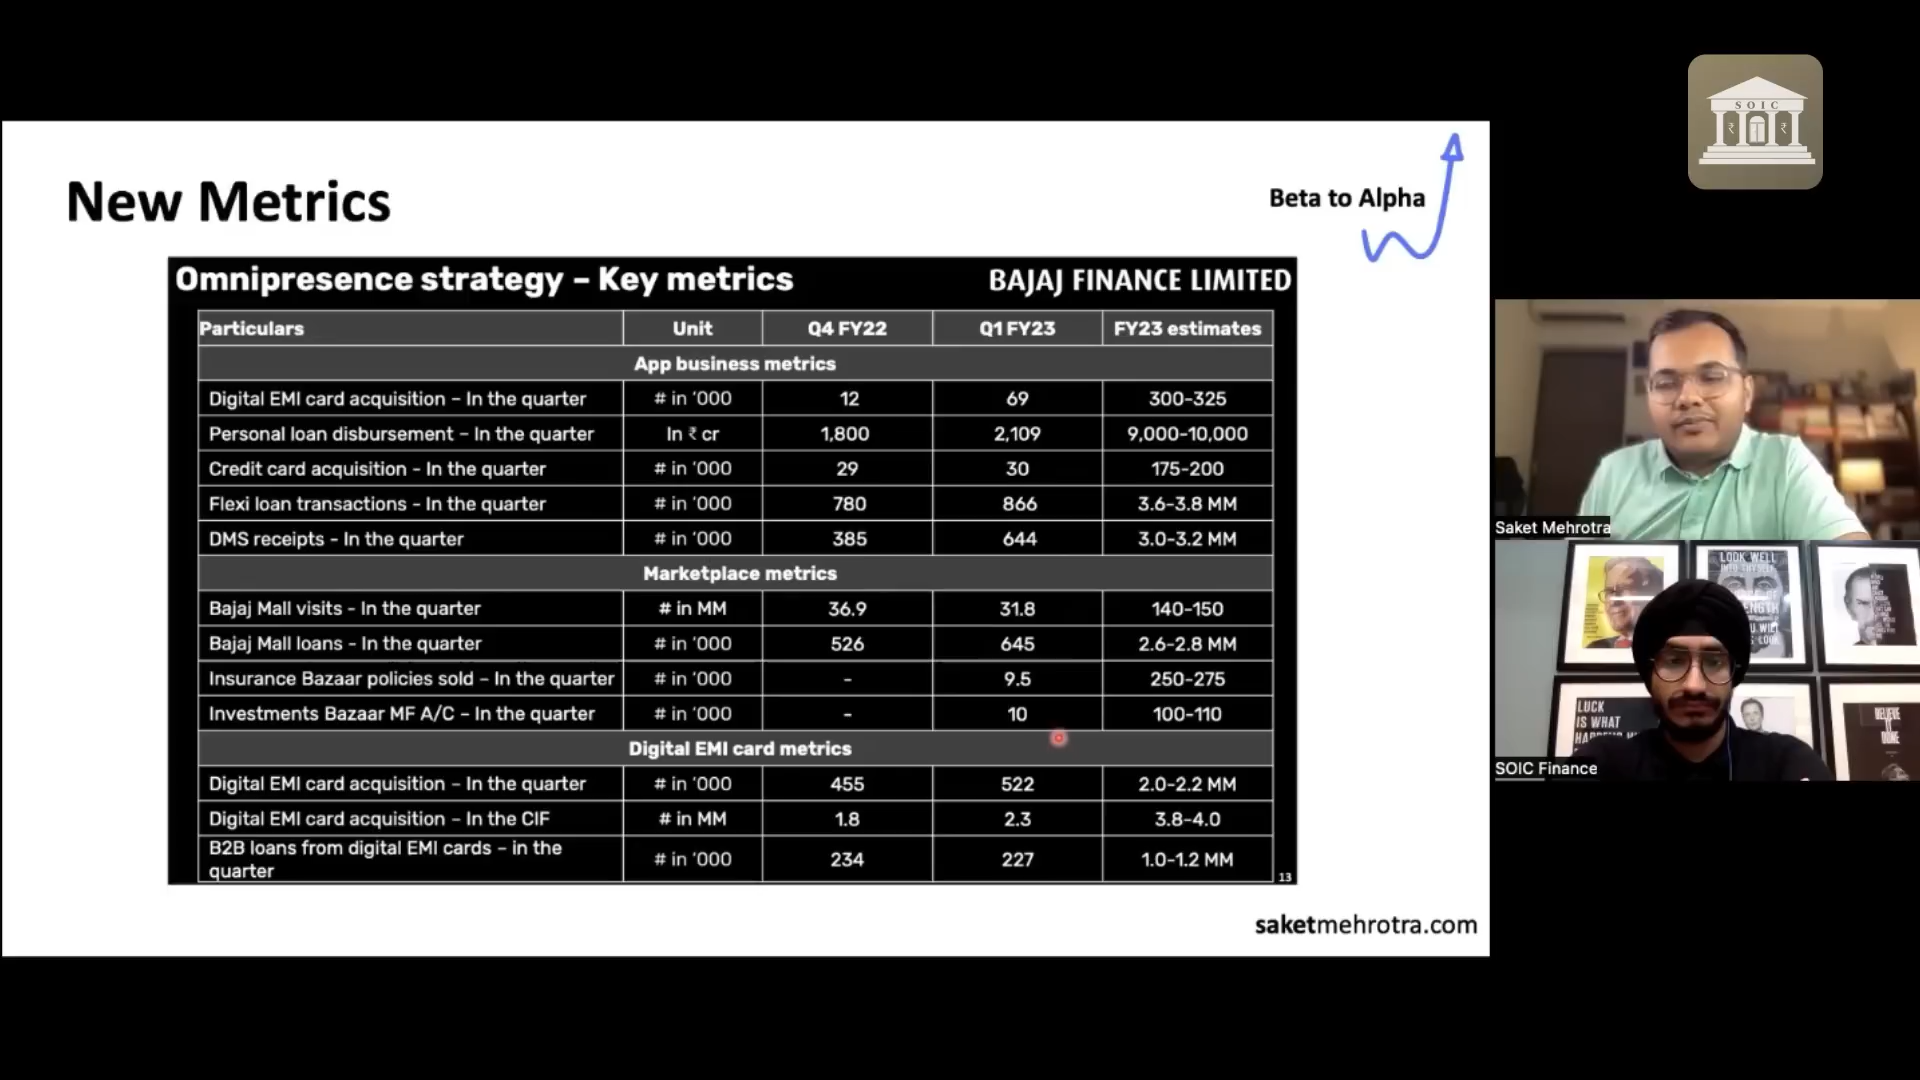 SOIC
New Metrics
Beta to Alpha
Omnipresence strategy – Key metrics BAJAJ FINANCE LIMITED
Particulars Unit Q4 FY22 Q1 FY23 FY23 estimates
App business metrics
Digital EMI card acquisition – In the quarter # in ‘000 12 69 300-325
Personal loan disbursement – In the quarter In ₹ cr 1,800 2,109 9,000-10,000
Credit card acquisition - In the quarter # in ‘000 29 30 175-200
Flexi loan transactions - In the quarter # in ‘000 780 866 3.6-3.8 MM
DMS receipts - In the quarter # in ‘000 385 644 3.0-3.2 MM
Marketplace metrics
Bajaj Mall visits - In the quarter # in MM 36.9 31.8 140-150
Bajaj Mall loans - In the quarter # in ‘000 526 645 2.6-2.8 MM
Insurance Bazaar policies sold – In the quarter # in ‘000 - 9.5 250-275
Investments Bazaar MF A/C – In the quarter # in ‘000 - 10 100-110
Digital EMI card metrics
Digital EMI card acquisition – In the quarter # in ‘000 455 522 2.0-2.2 MM
Digital EMI card acquisition – In the CIF # in MM 1.8 2.3 3.8-4.0
B2B loans from digital EMI cards – in the
quarter # in ‘000 234 227 1.0-1.2 MM
13
saketmehrotra.com
Saket Mehrotra
LOOK WELL
INTO THYSELF
LUCK
IS WHAT
BELIEVE
SOIC Finance